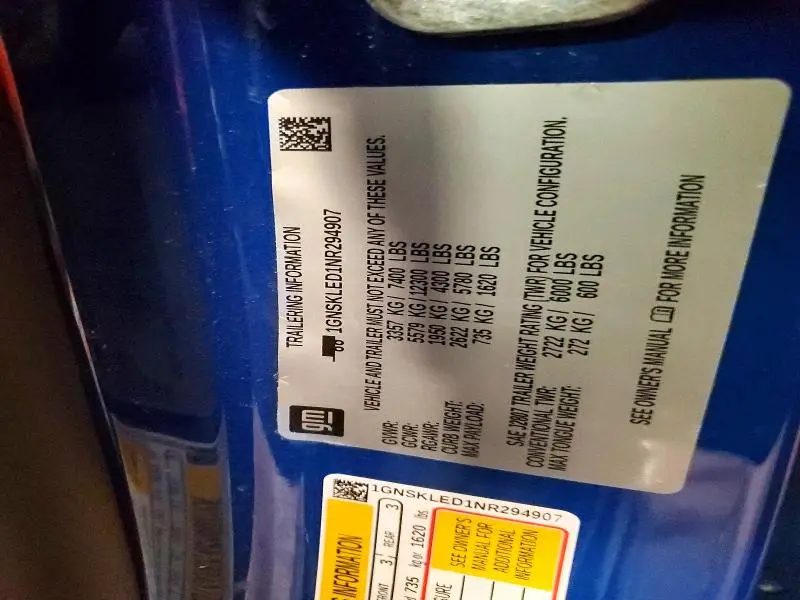 gm
TRAILERING INFORMATION
1GNSKLED1NR294907
VEHICLE AND TRAILER MUST NOT EXCEED ANY OF THESE VALUES.
GVWR: 3357 KG / 7400 LBS
GCWR: 5579 KG / 12300 LBS
RGAWR: 1950 KG / 4300 LBS
CURB WEIGHT: 2622 KG / 5780 LBS
MAX PAYLOAD: 735 KG / 1620 LBS
SAE J2807 TRAILER WEIGHT RATING (TWR) FOR VEHICLE CONFIGURATION.
CONVENTIONAL TWR: 2722 KG / 6000 LBS
MAX TONGUE WEIGHT: 272 KG / 600 LBS
SEE OWNER'S MANUAL FOR MORE INFORMATION
1GNSKLED1NR294907
INFORMATION
FRONT 3 REAR 3
735 kg or 1620 lbs
SEE OWNER'S
MANUAL FOR
ADDITIONAL
INFORMATION